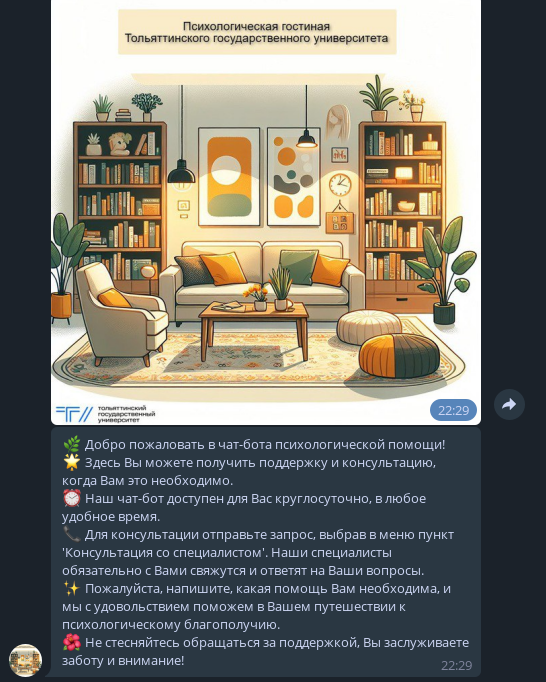 Психологическая гостиная
Тольяттинского государственного университета
тольяттинский
государственный
университет
22:29
🌿 Добро пожаловать в чат-бота психологической помощи!
🌟 Здесь Вы можете получить поддержку и консультацию,
когда Вам это необходимо.
⏰ Наш чат-бот доступен для Вас круглосуточно, в любое
удобное время.
📞 Для консультации отправьте запрос, выбрав в меню пункт
'Консультация со специалистом'. Наши специалисты
обязательно с Вами свяжутся и ответят на Ваши вопросы.
✨ Пожалуйста, напишите, какая помощь Вам необходима, и
мы с удовольствием поможем в Вашем путешествии к
психологическому благополучию.
🌺 Не стесняйтесь обращаться за поддержкой, Вы заслуживаете
заботу и внимание!
22:29